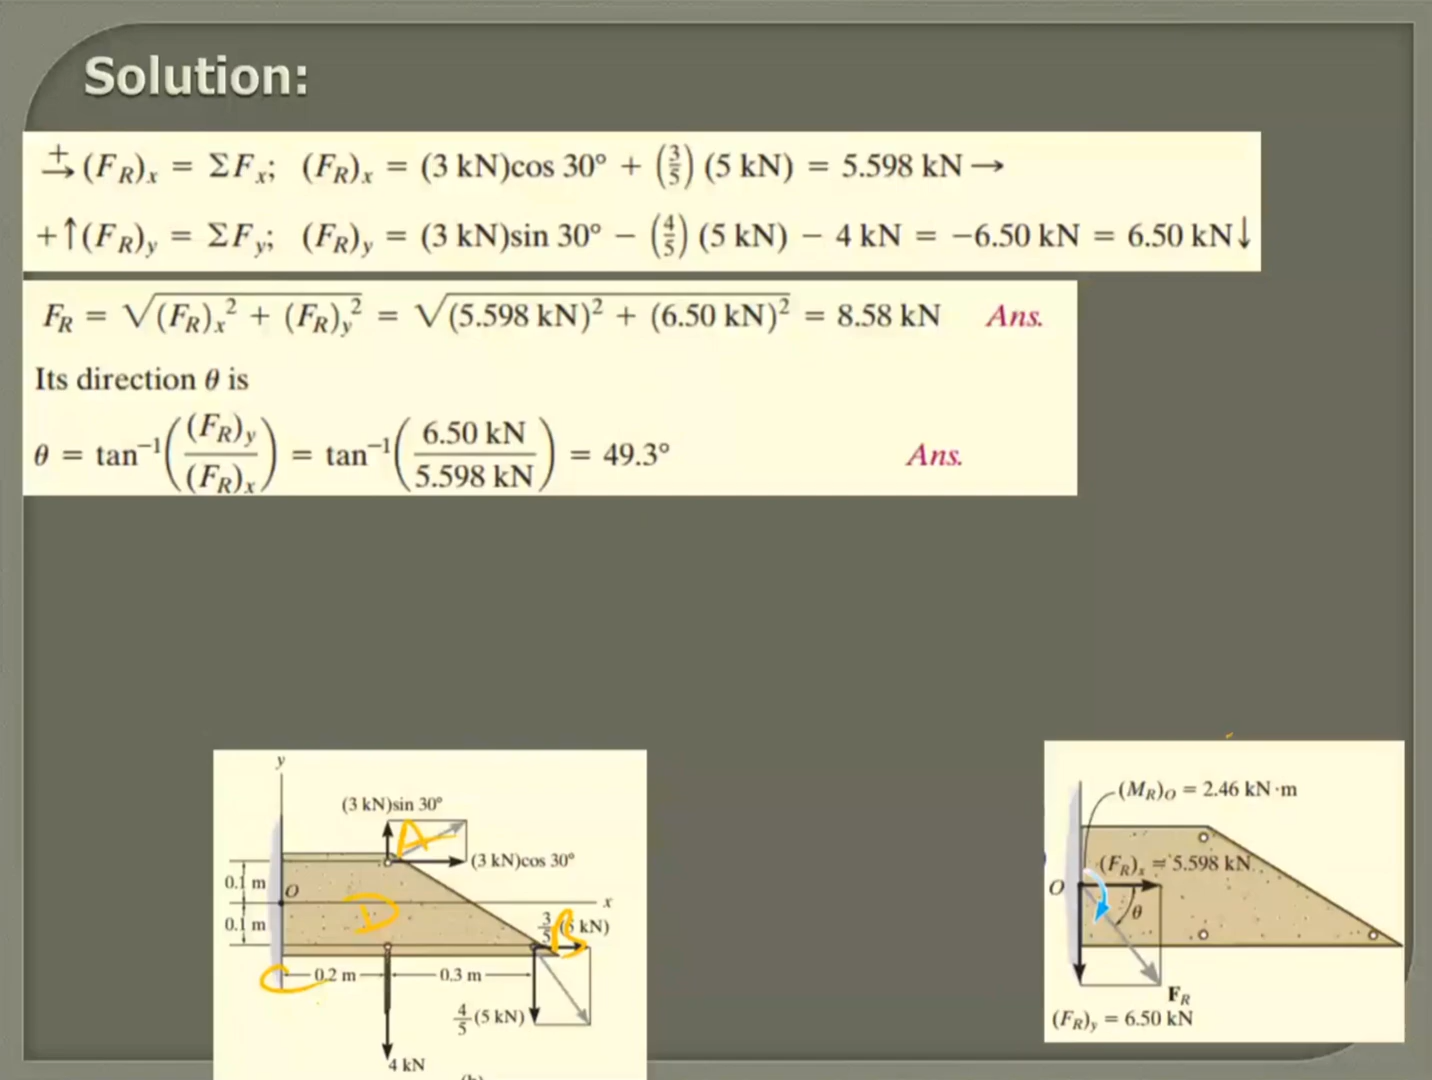 Solution:
+→ (F_R)_x = ΣF_x; (F_R)_x = (3 kN)cos 30° + (3/5) (5 kN) = 5.598 kN →
+↑(F_R)_y = ΣF_y; (F_R)_y = (3 kN)sin 30° − (4/5) (5 kN) − 4 kN = −6.50 kN = 6.50 kN↓
F_R = √((F_R)_x² + (F_R)_y²) = √((5.598 kN)² + (6.50 kN)²) = 8.58 kN Ans.
Its direction θ is
θ = tan⁻¹((F_R)_y/(F_R)_x) = tan⁻¹(6.50 kN/5.598 kN) = 49.3° Ans.
y
(3 kN)sin 30°
A
(3 kN)cos 30°
0.1 m
O
D
x
0.1 m
3/5 kN)
B
C
0.2 m
0.3 m
4/5 (5 kN)
4 kN
(M_R)_O = 2.46 kN·m
(F_R)_x = 5.598 kN
O
θ
F_R
(F_R)_y = 6.50 kN